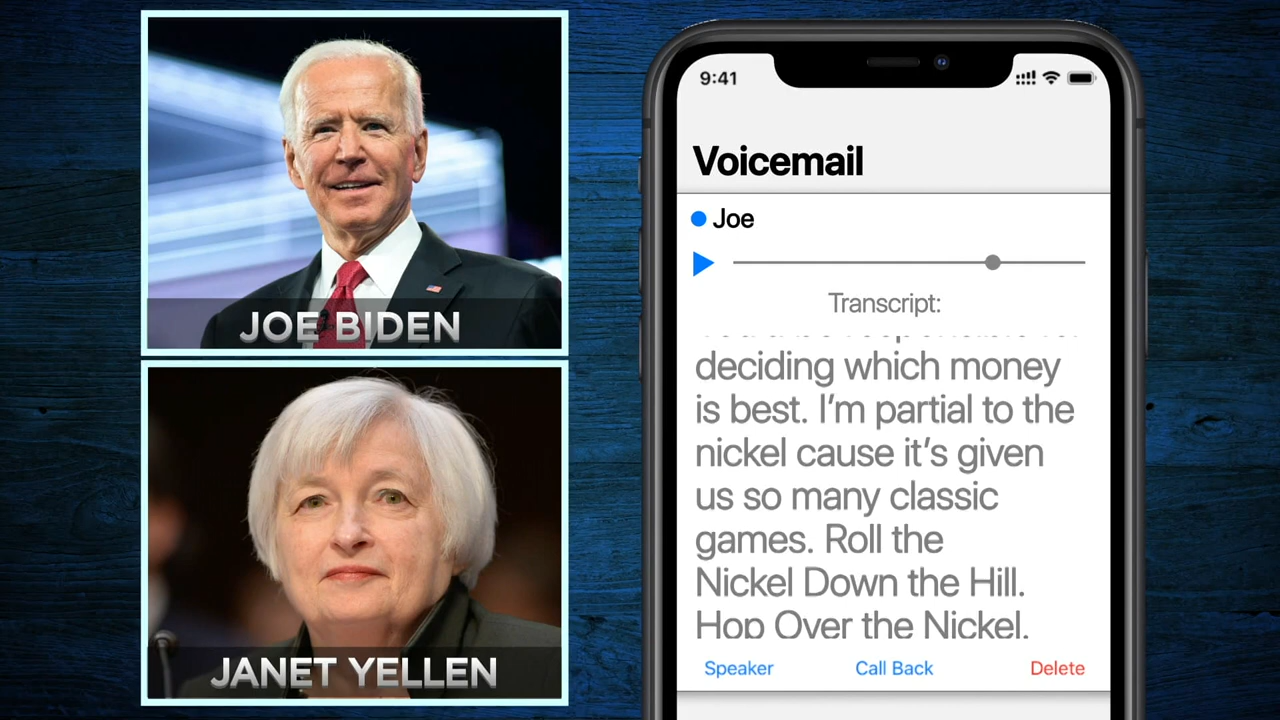 JOE BIDEN
JANET YELLEN
9:41
Voicemail
Joe
Transcript:
deciding which money
is best. I’m partial to the
nickel cause it’s given
us so many classic
games. Roll the
Nickel Down the Hill.
Hop Over the Nickel.
Speaker
Call Back
Delete